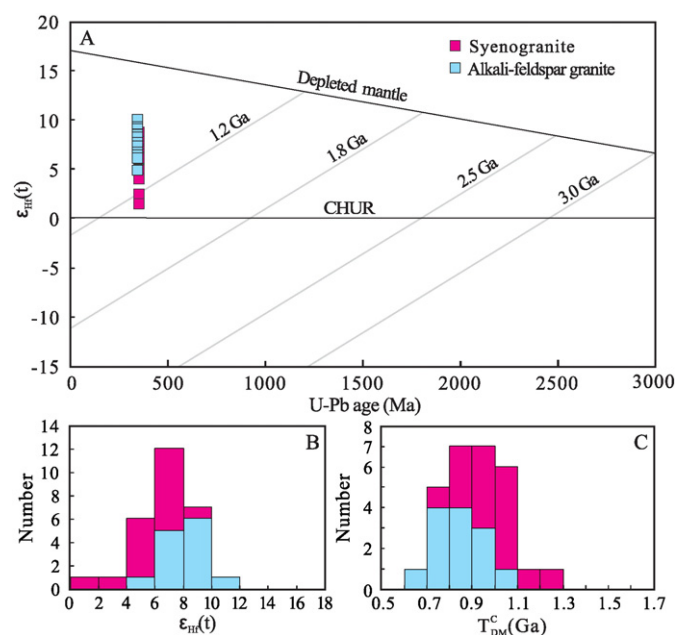 A
Syenogranite
Alkali-feldspar granite
Depleted mantle
1.2 Ga
1.8 Ga
2.5 Ga
3.0 Ga
CHUR
20
15
10
5
0
-5
-10
-15
εHf(t)
0 500 1000 1500 2000 2500 3000
U-Pb age (Ma)
B
14
12
10
8
6
4
2
0
Number
0 2 4 6 8 10 12 14 16 18
εHf(t)
C
8
7
6
5
4
3
2
1
0
Number
0.5 0.7 0.9 1.1 1.3 1.5 1.7
TCDM(Ga)